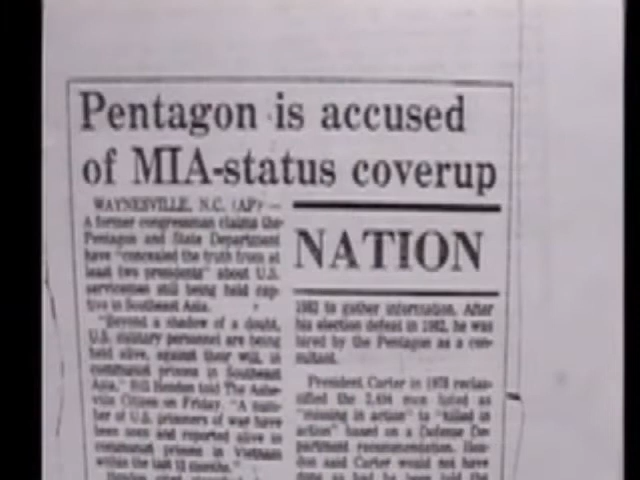 Pentagon is accused
of MIA-status coverup
WAYNESVILLE, N.C. (AP) —
A former congressman claims the
Pentagon and State Department
have "concealed the truth from at
least two presidents" about U.S.
servicemen still being held cap-
tive in Southeast Asia.
"Beyond a shadow of a doubt,
U.S. military personnel are being
held alive, against their will, in
communist prisons in Southeast
Asia," Bill Hendon told The Ashe-
ville Citizen on Friday. "A num-
ber of U.S. prisoners of war have
been seen and reported alive in
communist prisons in Vietnam
within the last 12 months."
NATION
1982 to gather information. After
his election defeat in 1982, he was
hired by the Pentagon as a con-
sultant.
President Carter in 1978 reclas-
sified the 2,494 men listed as
"missing in action" to "killed in
action" based on a Defense De-
partment recommendation. Hen-
don said Carter would not have